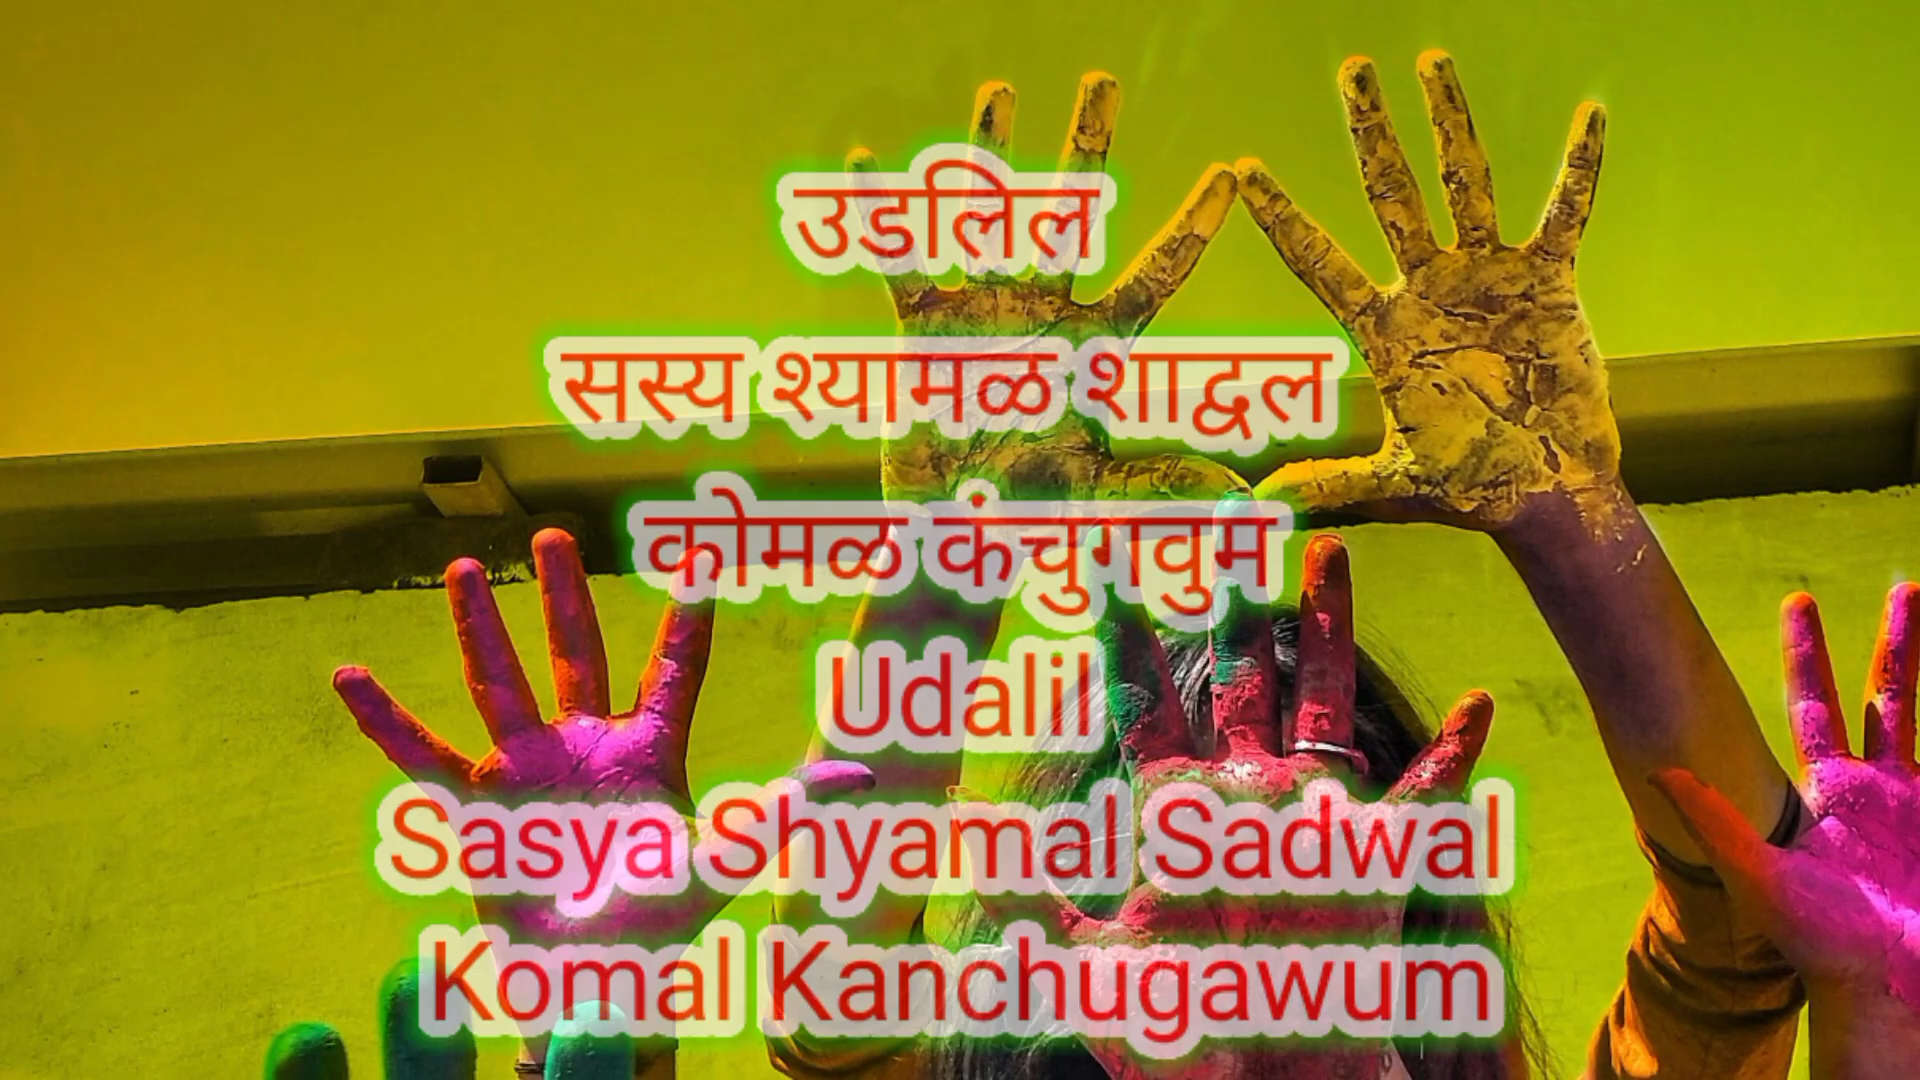 उडलिल
सस्य श्यामळ शाद्वल
कोमळ कंचुगवुम
Udalil
Sasya Shyamal Sadwal
Komal Kanchugawum